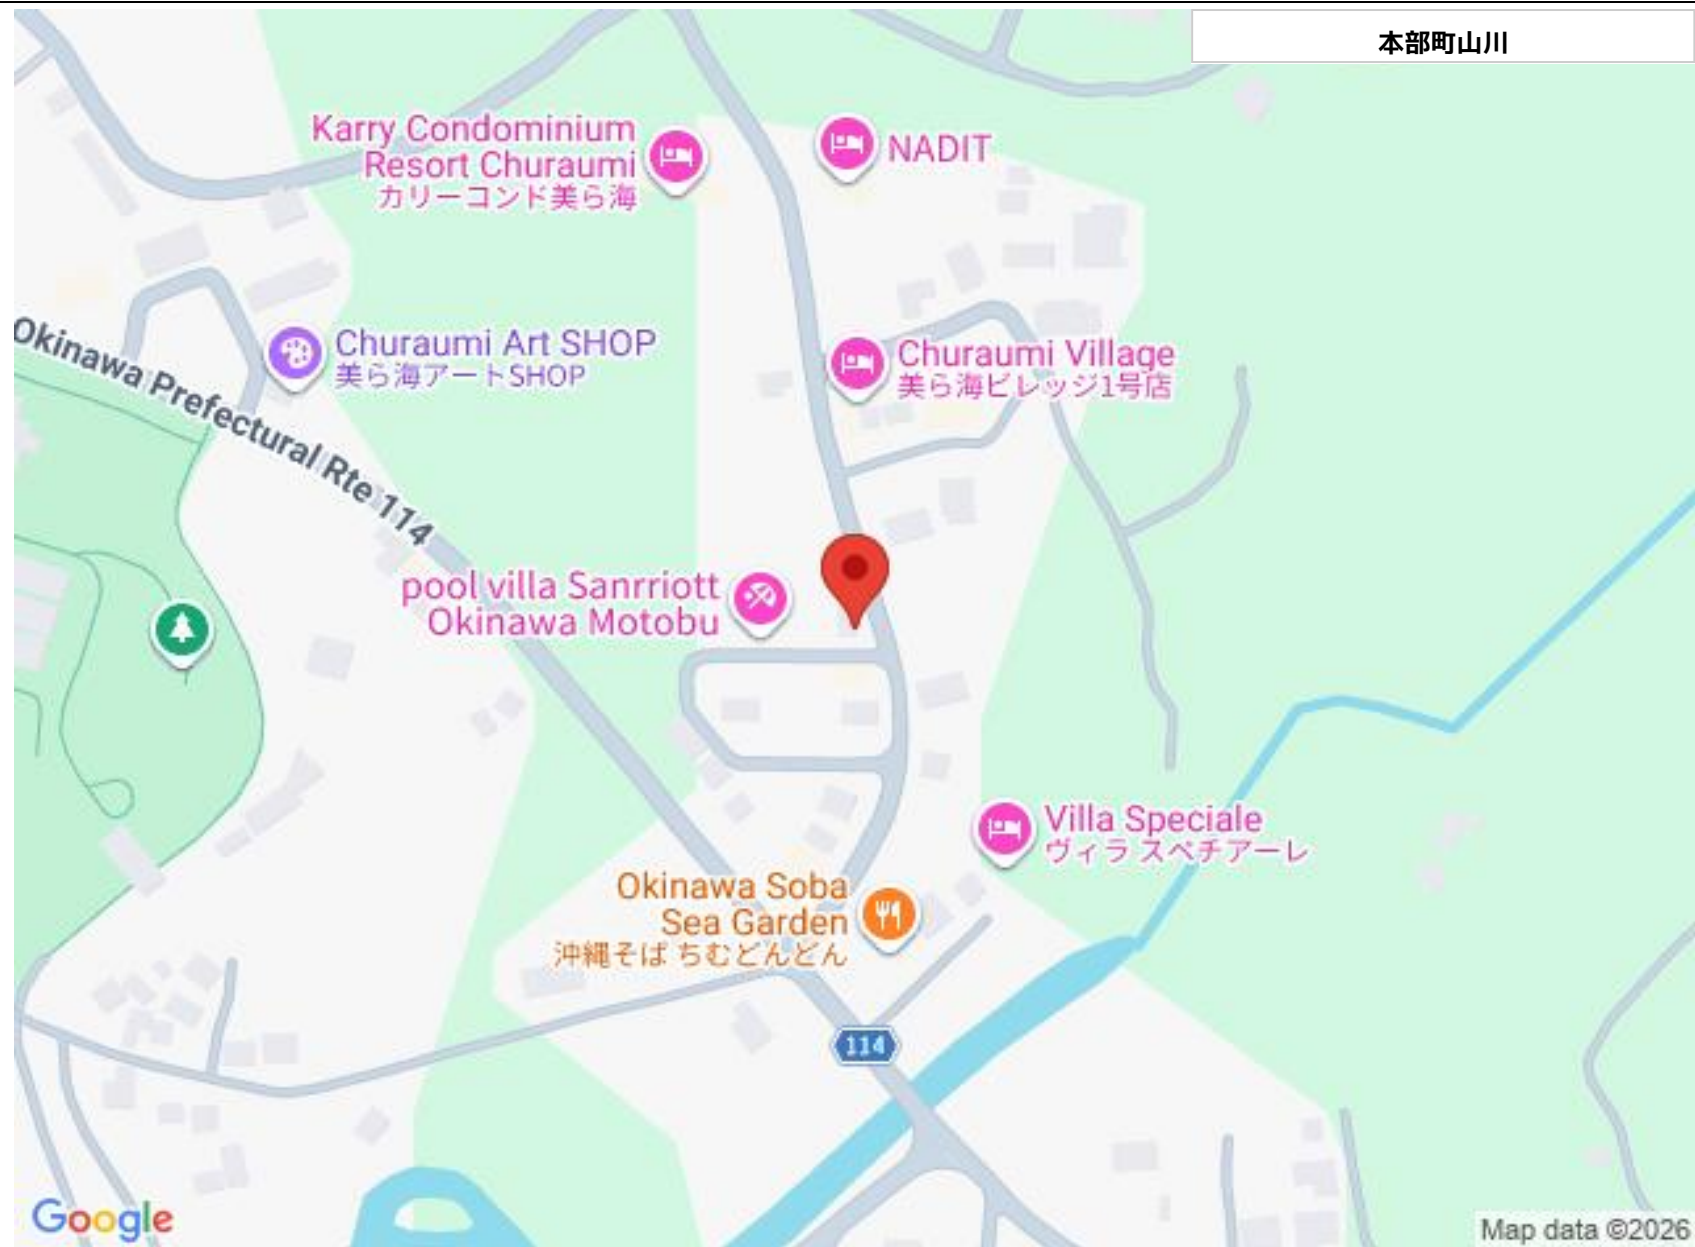 本部町山川
Karry Condominium
Resort Churaumi
カリーコンド美ら海
NADIT
Churaumi Art SHOP
美ら海アートSHOP
Churaumi Village
美ら海ビレッジ1号店
Okinawa Prefectural Rte 114
pool villa Sanrriott
Okinawa Motobu
Villa Speciale
ヴィラ スペチアーレ
Okinawa Soba
Sea Garden
沖縄そば ちむどんどん
114
Google
Map data ©2026